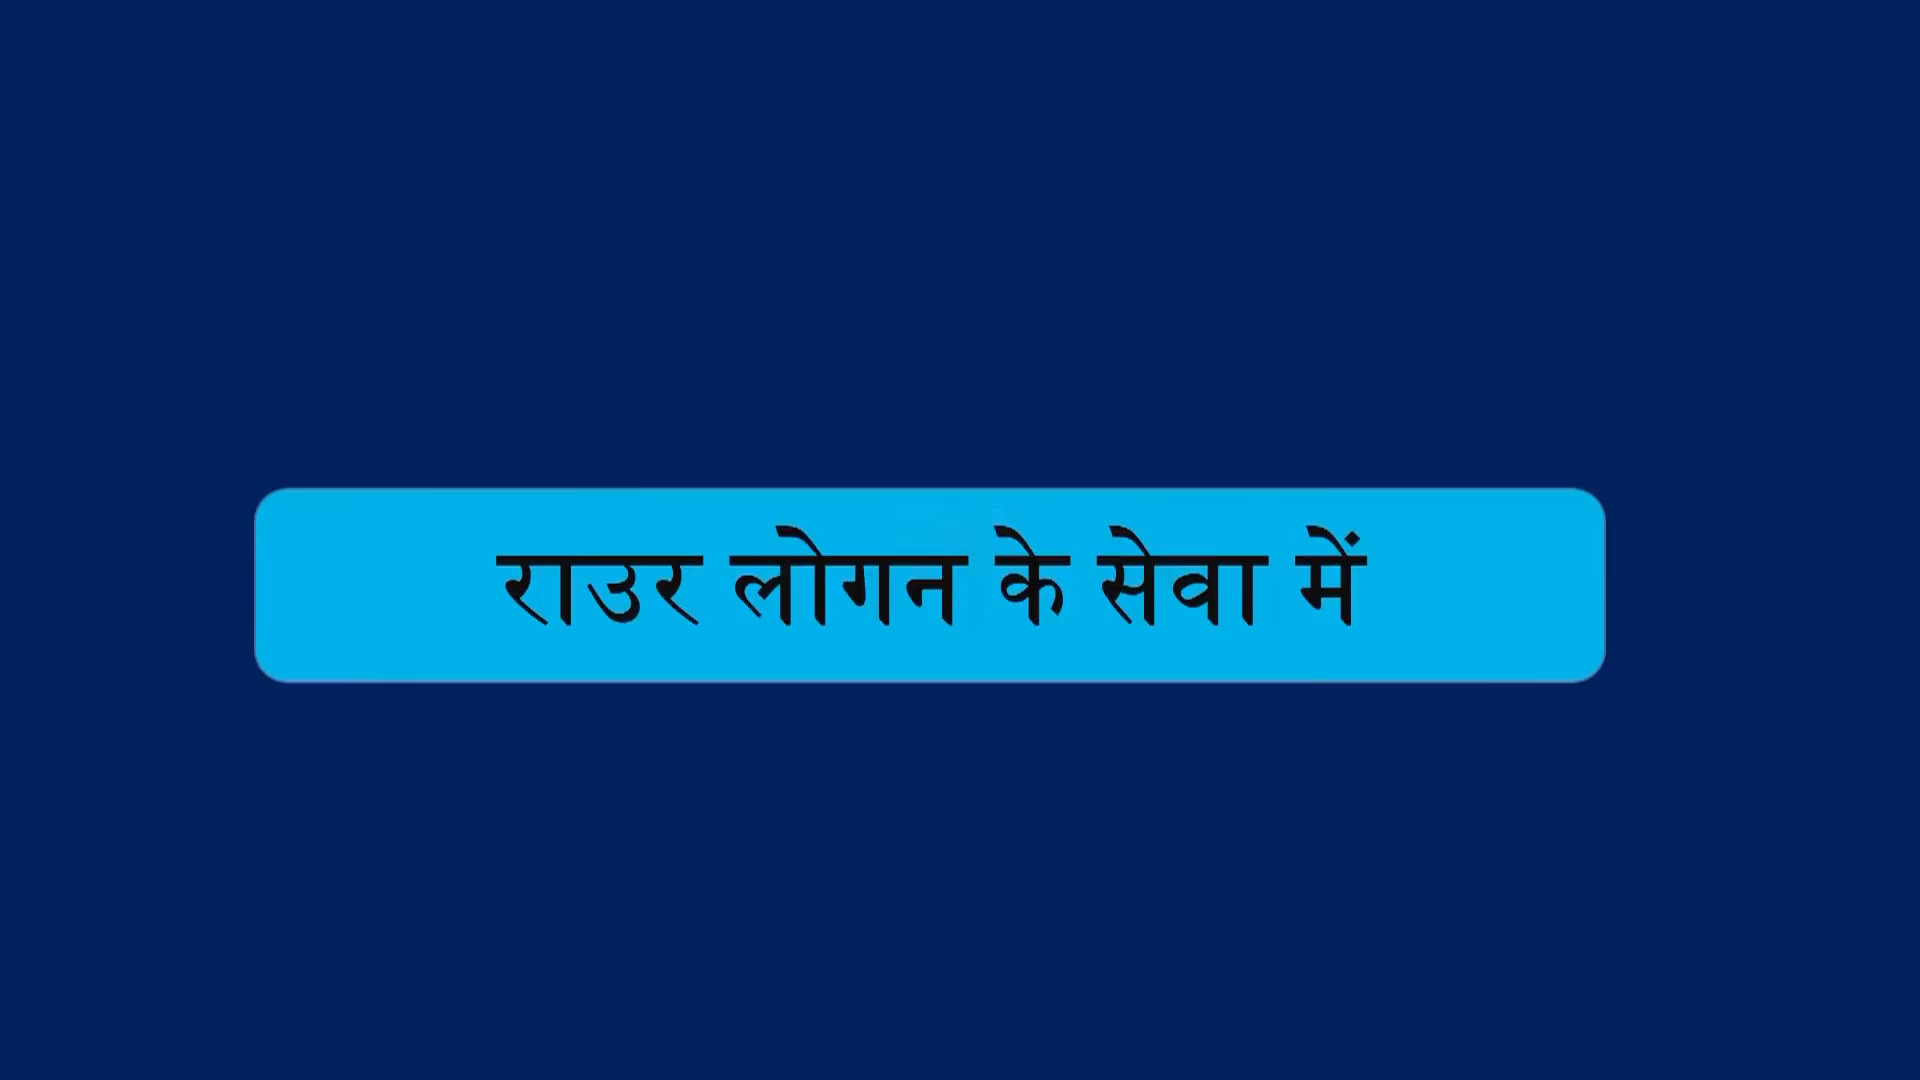 राउर लोगन के सेवा में